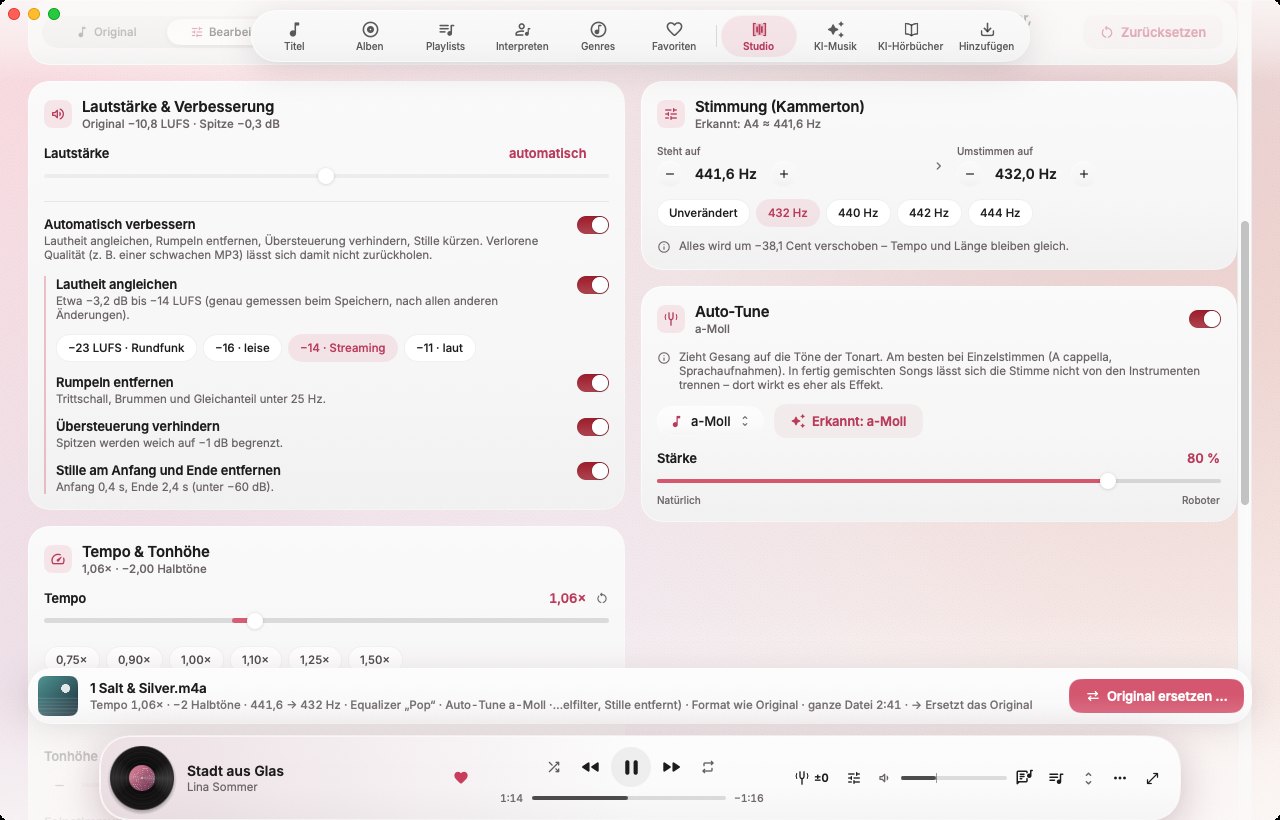 Original
Bearbei
Zurücksetzen
Titel
Alben
Playlists
Interpreten
Genres
Favoriten
Studio
KI-Musik
KI-Hörbücher
Hinzufügen
Lautstärke & Verbesserung
Original −10,8 LUFS · Spitze −0,3 dB
Lautstärke
automatisch
Automatisch verbessern
Lautheit angleichen, Rumpeln entfernen, Übersteuerung verhindern, Stille kürzen. Verlorene
Qualität (z. B. einer schwachen MP3) lässt sich damit nicht zurückholen.
Lautheit angleichen
Etwa −3,2 dB bis −14 LUFS (genau gemessen beim Speichern, nach allen anderen
Änderungen).
−23 LUFS · Rundfunk
−16 · leise
−14 · Streaming
−11 · laut
Rumpeln entfernen
Trittschall, Brummen und Gleichanteil unter 25 Hz.
Übersteuerung verhindern
Spitzen werden weich auf −1 dB begrenzt.
Stille am Anfang und Ende entfernen
Anfang 0,4 s, Ende 2,4 s (unter −60 dB).
Stimmung (Kammerton)
Erkannt: A4 ≈ 441,6 Hz
Steht auf
− 441,6 Hz +
›
Umstimmen auf
− 432,0 Hz +
Unverändert
432 Hz
440 Hz
442 Hz
444 Hz
Alles wird um −38,1 Cent verschoben – Tempo und Länge bleiben gleich.
Auto-Tune
a-Moll
Zieht Gesang auf die Töne der Tonart. Am besten bei Einzelstimmen (A cappella,
Sprachaufnahmen). In fertig gemischten Songs lässt sich die Stimme nicht von den Instrumenten
trennen – dort wirkt es eher als Effekt.
a-Moll
Erkannt: a-Moll
Stärke
80 %
Natürlich
Roboter
Tempo & Tonhöhe
1,06× · −2,00 Halbtöne
Tempo
1,06×
0,75×
0,90×
1,00×
1,10×
1,25×
1,50×
1 Salt & Silver.m4a
Tempo 1,06× · −2 Halbtöne · 441,6 → 432 Hz · Equalizer „Pop“ · Auto-Tune a-Moll ·…elfilter, Stille entfernt) · Format wie Original · ganze Datei 2:41 · → Ersetzt das Original
Original ersetzen …
Tonhöhe
Stadt aus Glas
Lina Sommer
1:14
−1:16
±0